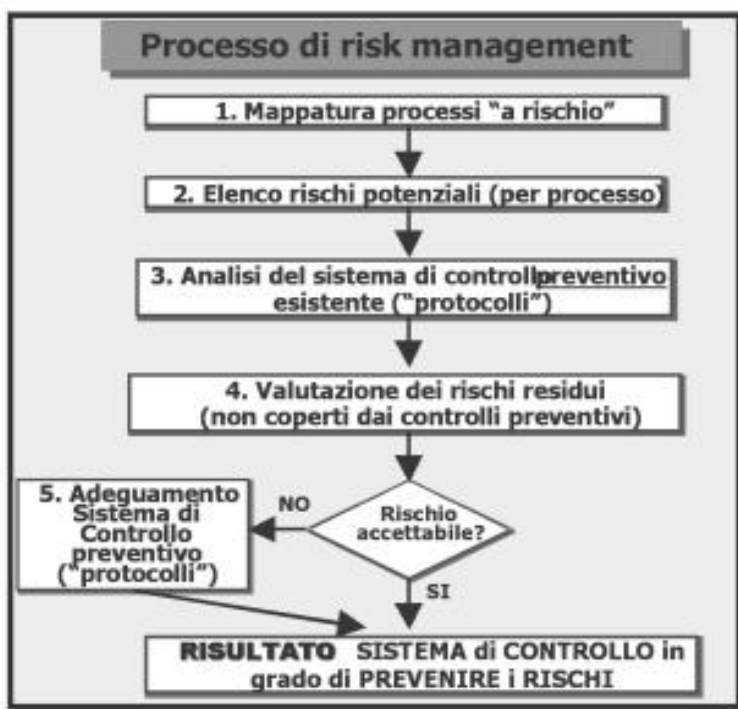 Processo di risk management
1. Mappatura processi “a rischio”
2. Elenco rischi potenziali (per processo)
3. Analisi del sistema di controllo preventivo
esistente (“protocolli”)
4. Valutazione dei rischi residui
(non coperti dai controlli preventivi)
5. Adeguamento
Sistema di
Controllo
preventivo
(“protocolli”)
NO
Rischio
accettabile?
SI
RISULTATO SISTEMA di CONTROLLO in
grado di PREVENIRE i RISCHI